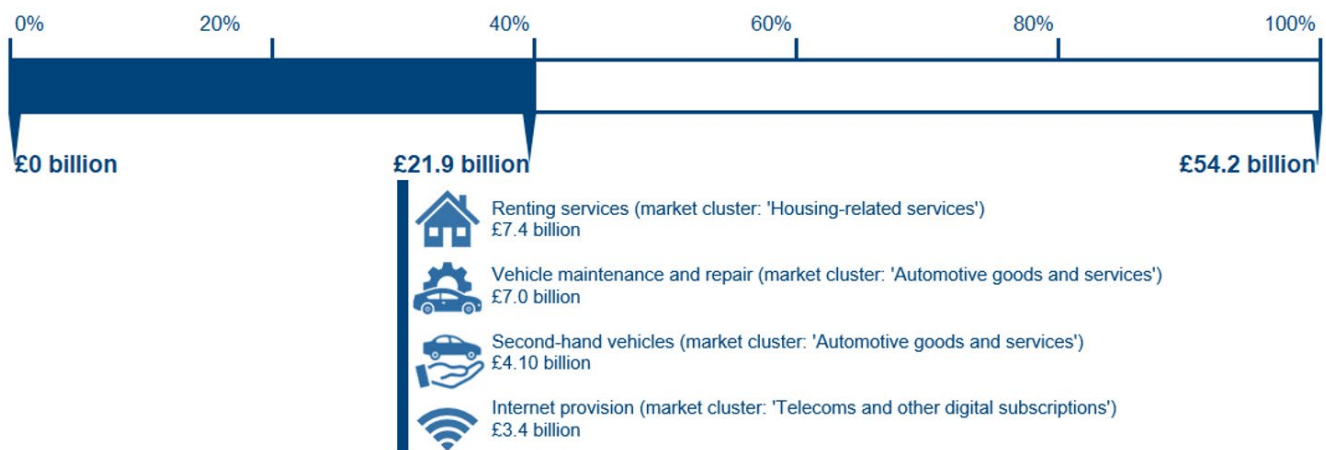 0% 20% 40% 60% 80% 100%
£0 billion £21.9 billion £54.2 billion
Renting services (market cluster: 'Housing-related services')
£7.4 billion
Vehicle maintenance and repair (market cluster: 'Automotive goods and services')
£7.0 billion
Second-hand vehicles (market cluster: 'Automotive goods and services')
£4.10 billion
Internet provision (market cluster: 'Telecoms and other digital subscriptions')
£3.4 billion